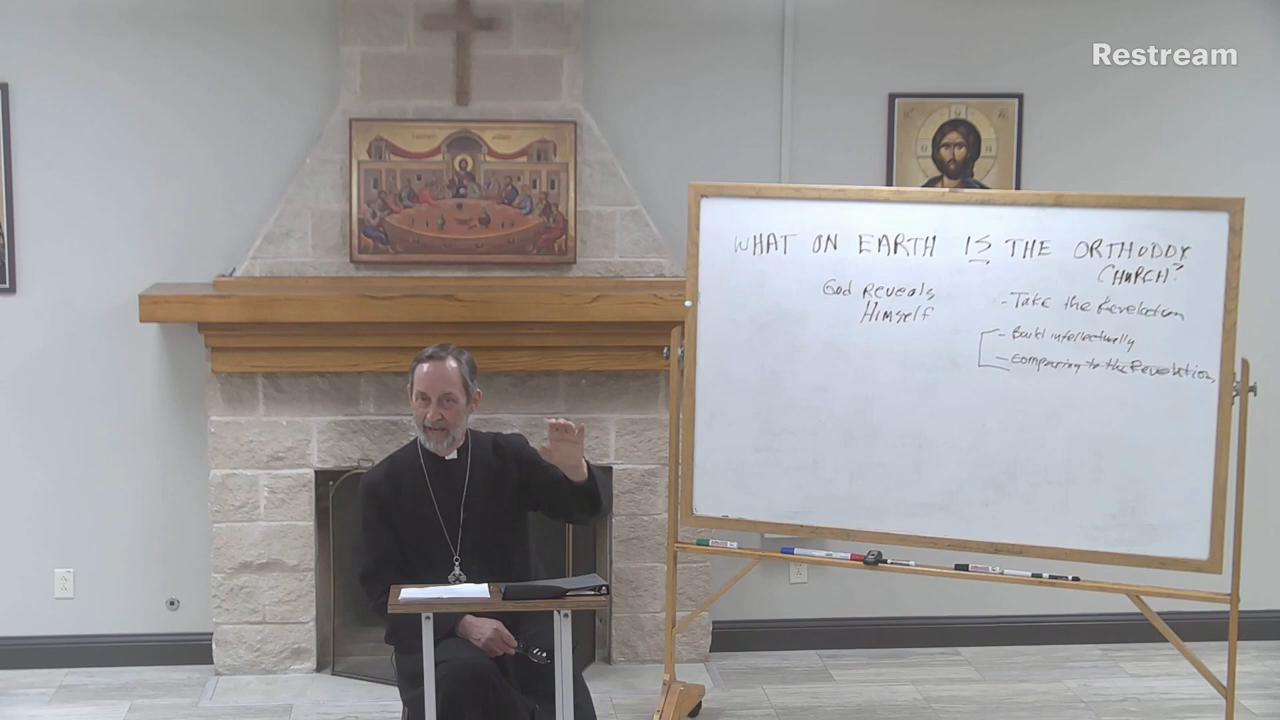 Restream
WHAT ON EARTH IS THE ORTHODOX
CHURCH?
God Reveals
Himself
- Take the Revelation
- Build intellectually
- comparing to the Revelation